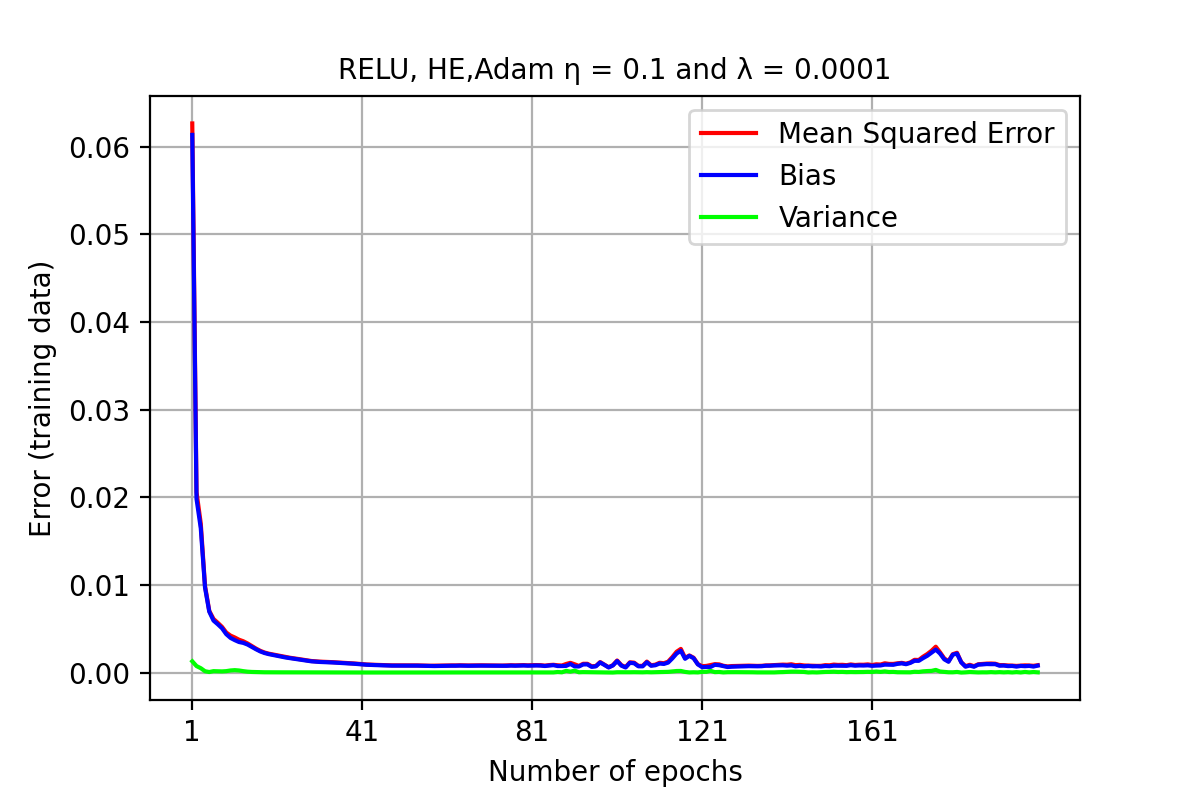 RELU, HE,Adam η = 0.1 and λ = 0.0001
Mean Squared Error
Bias
Variance
Error (training data)
0.06
0.05
0.04
0.03
0.02
0.01
0.00
1 41 81 121 161
Number of epochs